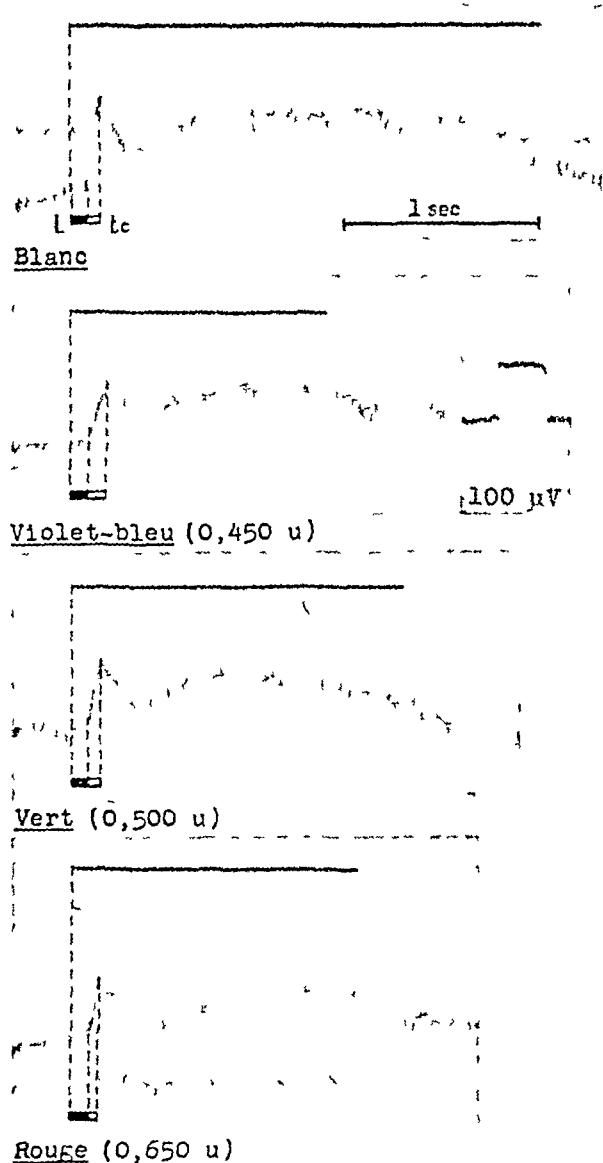 L tc
1 sec
Blanc
100 µV
Violet-bleu (0,450 u)
Vert (0,500 u)
Rouge (0,650 u)